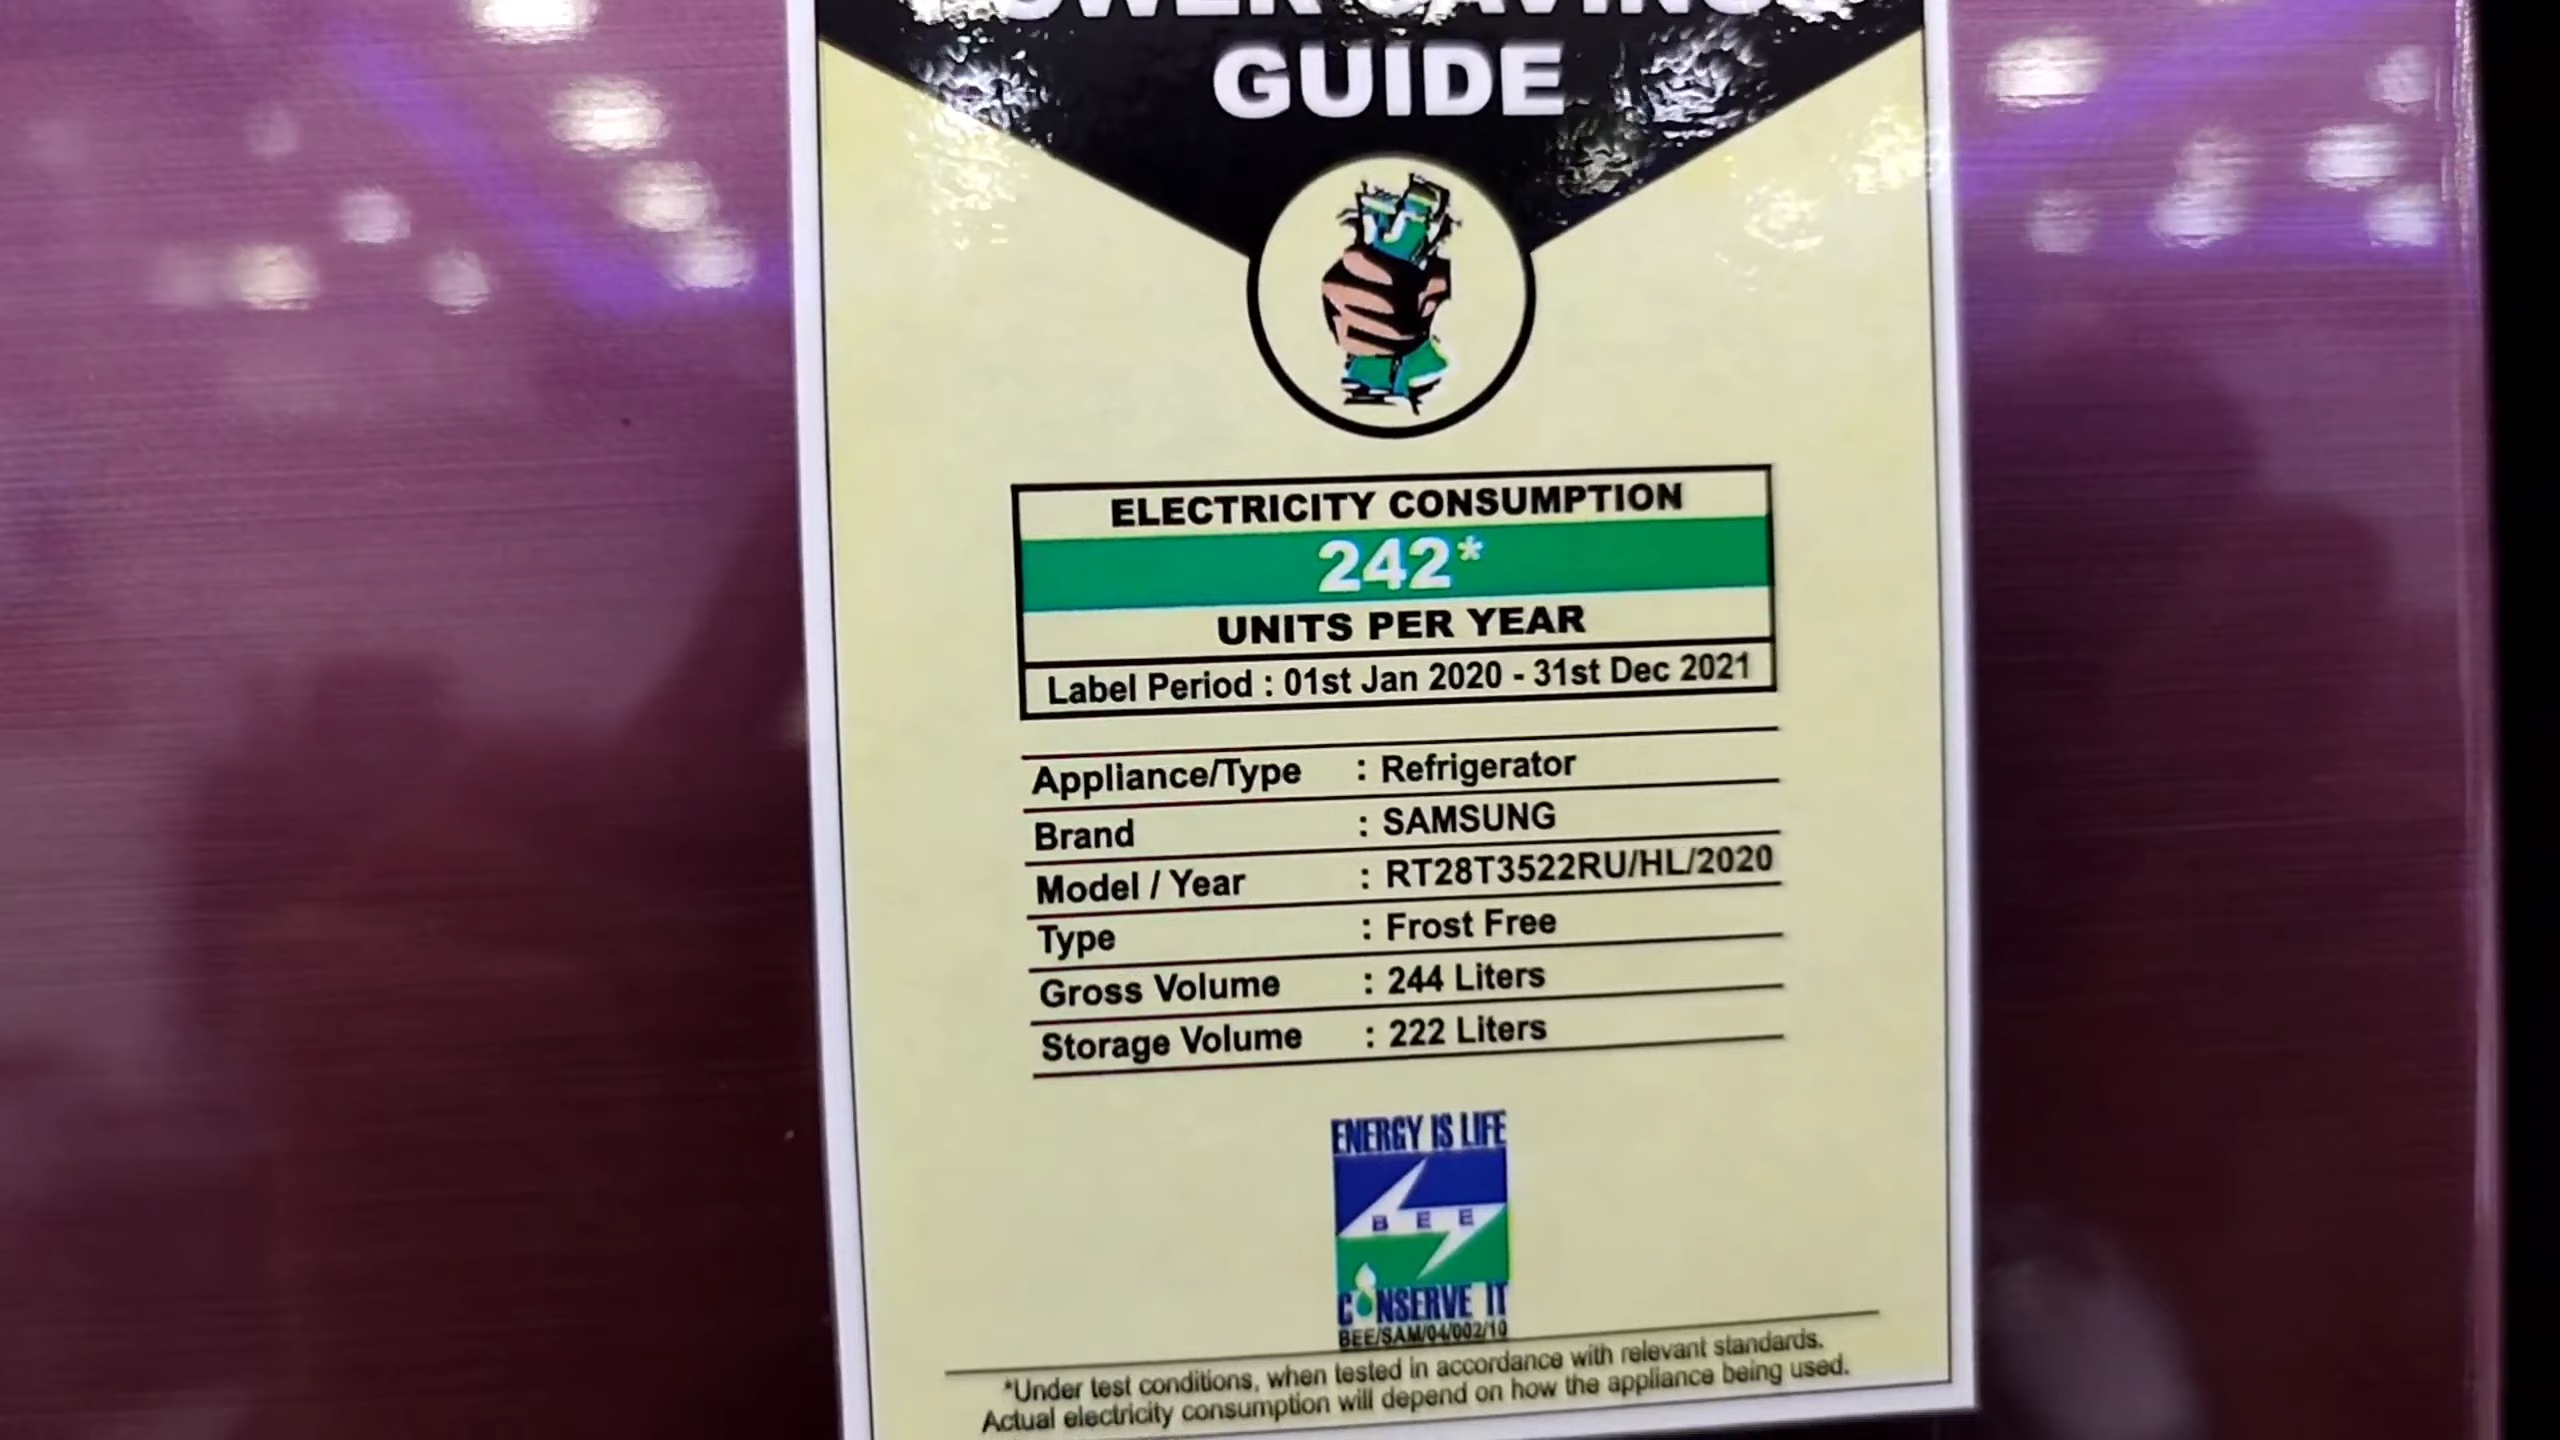 POWER SAVINGS
GUIDE
ELECTRICITY CONSUMPTION
242*
UNITS PER YEAR
Label Period : 01st Jan 2020 - 31st Dec 2021
Appliance/Type : Refrigerator
Brand : SAMSUNG
Model / Year : RT28T3522RU/HL/2020
Type : Frost Free
Gross Volume : 244 Liters
Storage Volume : 222 Liters
ENERGY IS LIFE
BEE
CONSERVE IT
BEE/SAM/04/002/10
*Under test conditions, when tested in accordance with relevant standards.
Actual electricity consumption will depend on how the appliance being used.